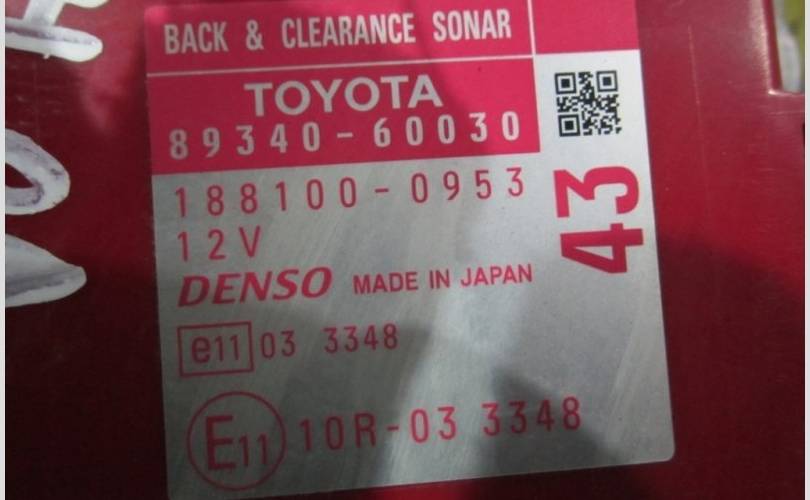 BACK & CLEARANCE SONAR
TOYOTA
89340-60030
188100-0953
12V
DENSO MADE IN JAPAN
43
e11 03 3348
E11 10R-03 3348